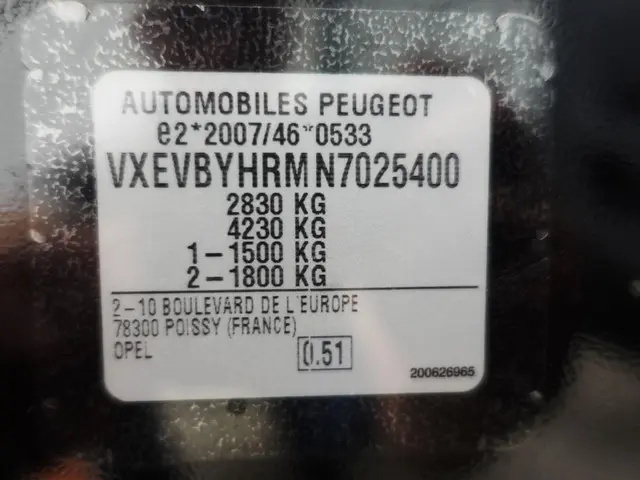 AUTOMOBILES PEUGEOT
e2*2007/46*0533
VXEVBYHRMN7025400
2830 KG
4230 KG
1-1500 KG
2-1800 KG
2-10 BOULEVARD DE L'EUROPE
78300 POISSY (FRANCE)
OPEL 0.51
200626965